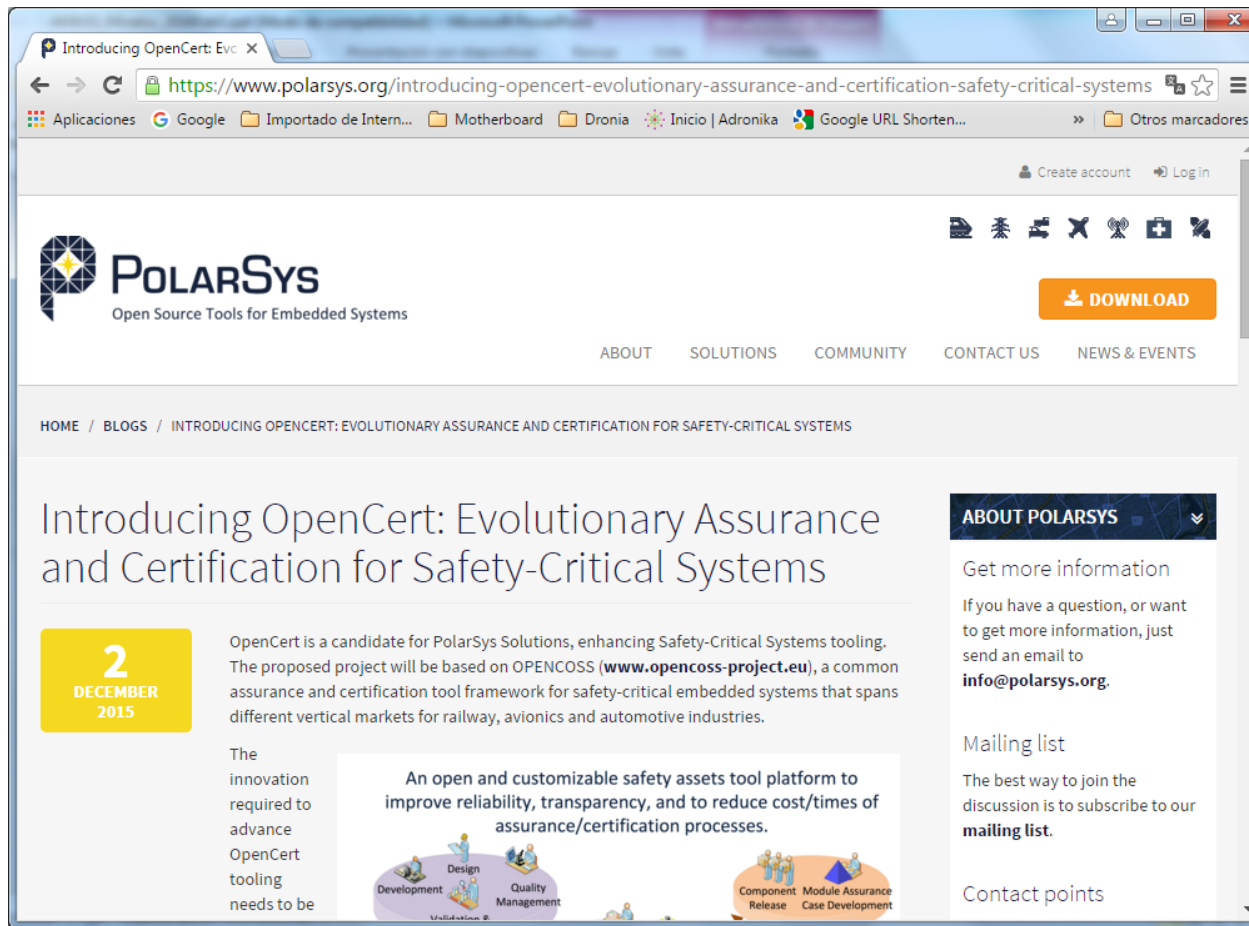 Introducing OpenCert: Evo
https://www.polarsys.org/introducing-opencert-evolutionary-assurance-and-certification-safety-critical-systems
Aplicaciones Google Importado de Intern... Motherboard Dronia Inicio | Adronika Google URL Shorten... » Otros marcadores
Create account Log in
POLARSYS
Open Source Tools for Embedded Systems
DOWNLOAD
ABOUT SOLUTIONS COMMUNITY CONTACT US NEWS & EVENTS
HOME / BLOGS / INTRODUCING OPENCERT: EVOLUTIONARY ASSURANCE AND CERTIFICATION FOR SAFETY-CRITICAL SYSTEMS
Introducing OpenCert: Evolutionary Assurance
and Certification for Safety-Critical Systems
2
DECEMBER
2015
OpenCert is a candidate for PolarSys Solutions, enhancing Safety-Critical Systems tooling.
The proposed project will be based on OPENCOSS (www.opencoss-project.eu), a common
assurance and certification tool framework for safety-critical embedded systems that spans
different vertical markets for railway, avionics and automotive industries.
The
innovation
required to
advance
OpenCert
tooling
needs to be
An open and customizable safety assets tool platform to
improve reliability, transparency, and to reduce cost/times of
assurance/certification processes.
Design
Development
Quality
Management
Validation &
Component
Release
Module Assurance
Case Development
ABOUT POLARSYS
Get more information
If you have a question, or want
to get more information, just
send an email to
info@polarsys.org.
Mailing list
The best way to join the
discussion is to subscribe to our
mailing list.
Contact points